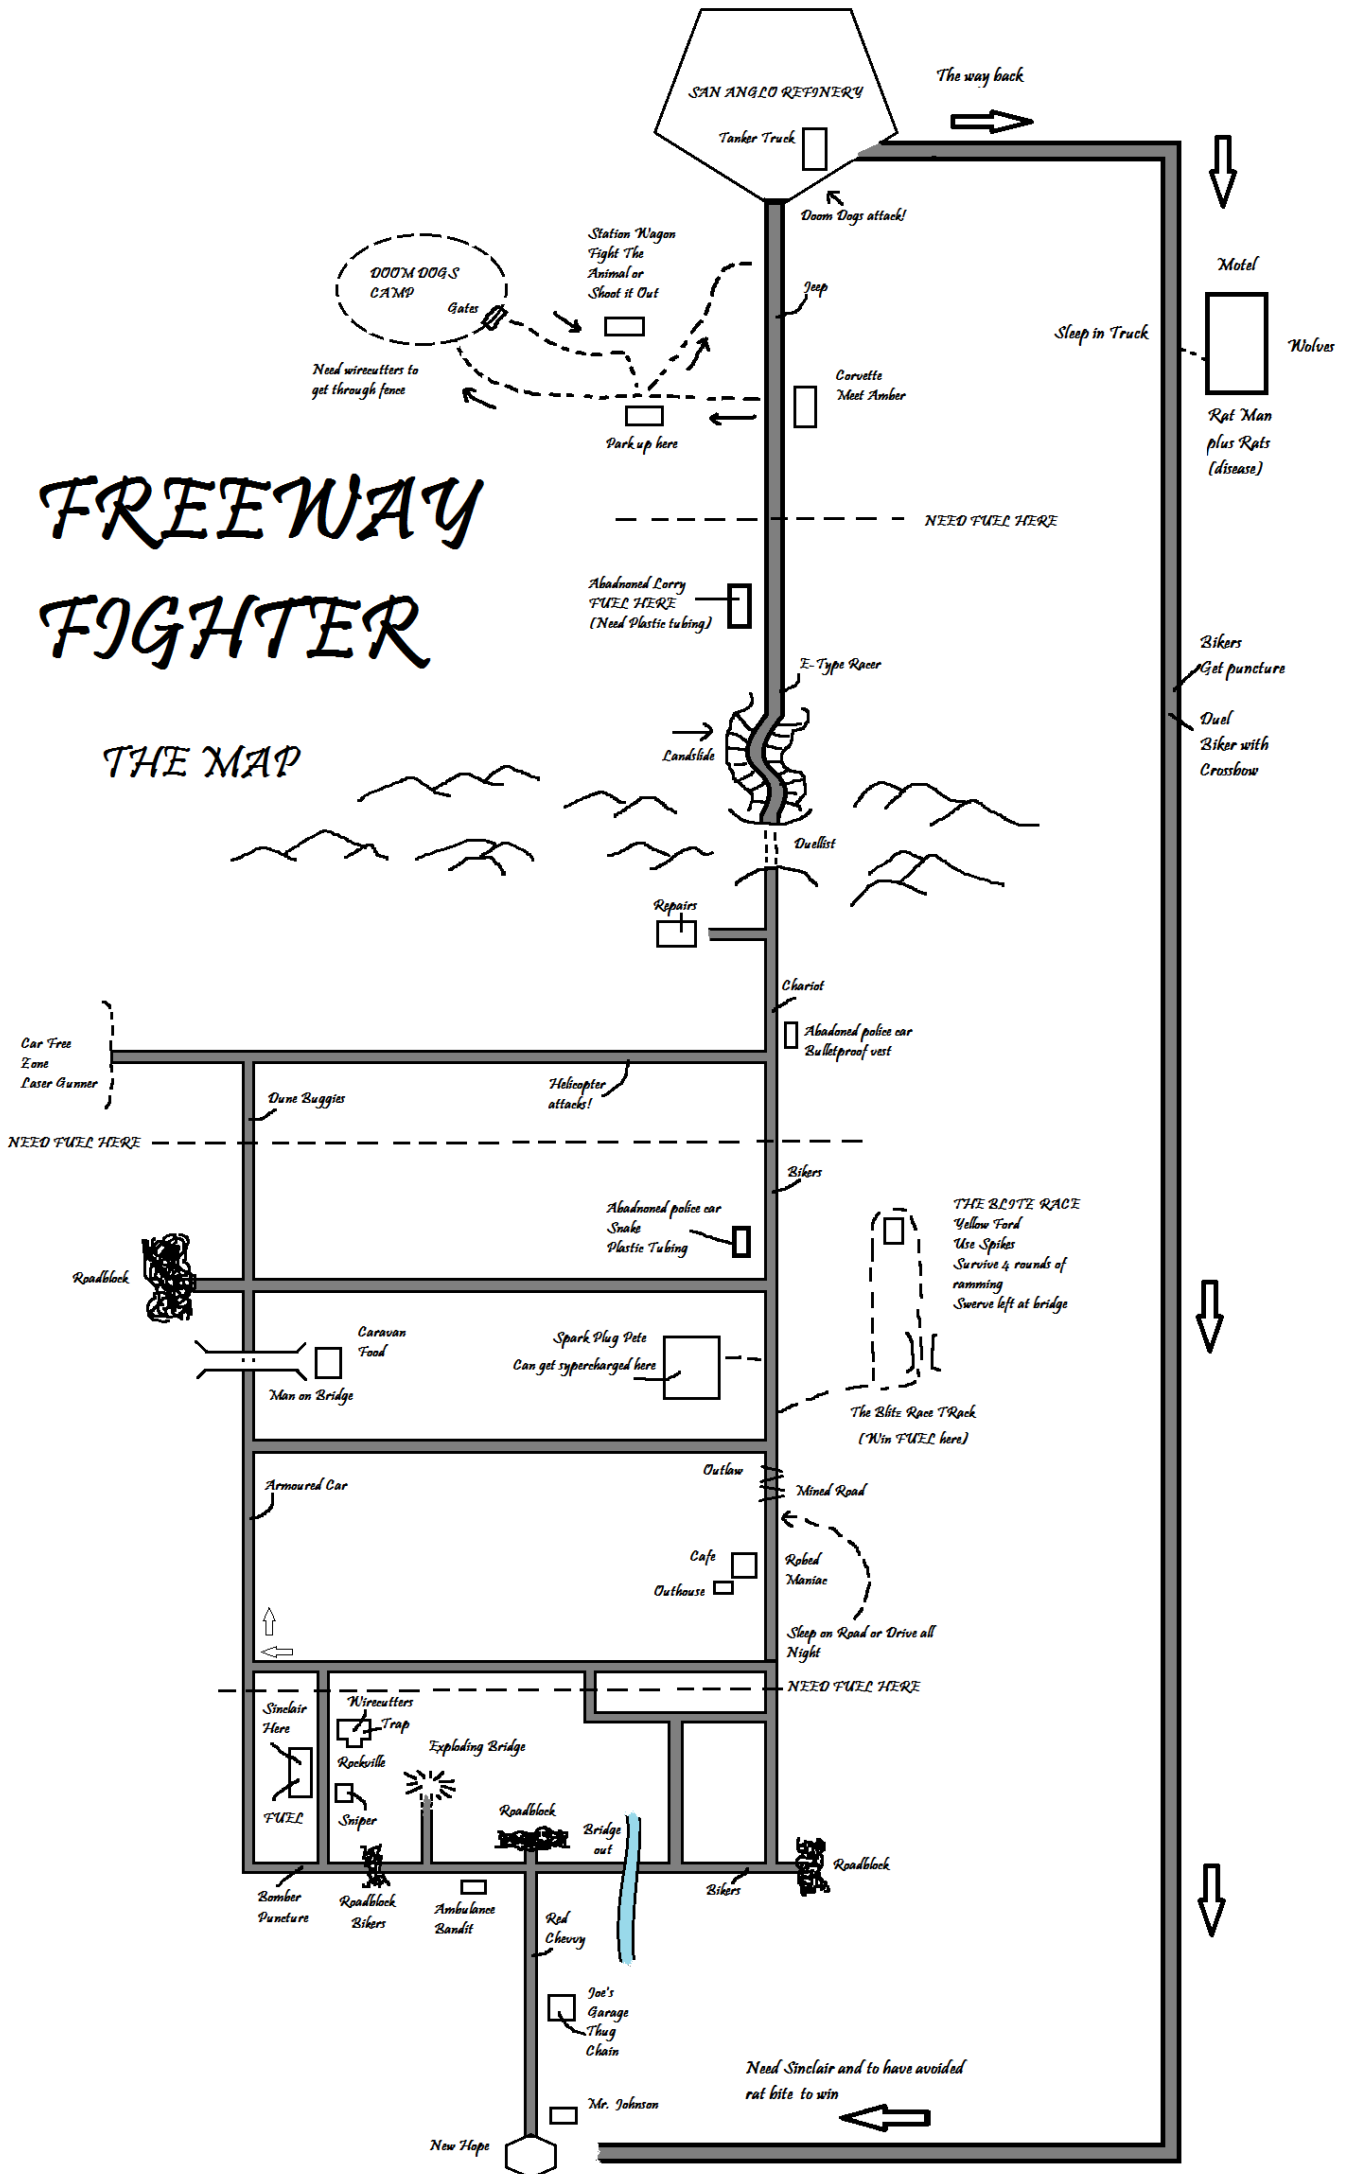 The way back
SAN ANGLO REFINERY
Tanker Truck
Doom Dogs attack!
Station Wagon
Fight The
Animal or
Shoot it Out
DOOM DOGS
CAMP
Gates
Motel
Jeep
Sleep in Truck
Wolves
Need wirecutters to
get through fence
Corvette
Meet Amber
Rat Man
plus Rats
(disease)
Park up here
FREEWAY
FIGHTER
NEED FUEL HERE
Abadnoned Lorry
FUEL HERE
(Need Plastic tubing)
Bikers
Get puncture
E-Type Racer
Duel
Biker with
Crossbow
THE MAP
Landslide
Duellist
Repairs
Chariot
Abadoned police car
Bulletproof vest
Car Free
Zone
Laser Gunner
Helicopter
attacks!
Dune Buggies
NEED FUEL HERE
Bikers
Abadnoned police car
Snake
Plastic Tubing
THE BLITZ RACE
Yellow Ford
Use Spikes
Survive 4 rounds of
ramming
Swerve left at bridge
Roadblock
Caravan
Food
Man on Bridge
Spark Plug Pete
Can get sypercharged here
The Blitz Race TRack
(Win FUEL here)
Outlaw
Mined Road
Armoured Car
Cafe
Outhouse
Robed
Maniac
Sleep on Road or Drive all
Night
NEED FUEL HERE
Sinclair
Here
Wirecutters
Trap
Rockville
Exploding Bridge
FUEL
Sniper
Roadblock
Bridge
out
Roadblock
Bomber
Puncture
Roadblock
Bikers
Ambulance
Bandit
Bikers
Red
Chevvy
Joe's
Garage
Thug
Chain
Need Sinclair and to have avoided
rat bite to win
Mr. Johnson
New Hope